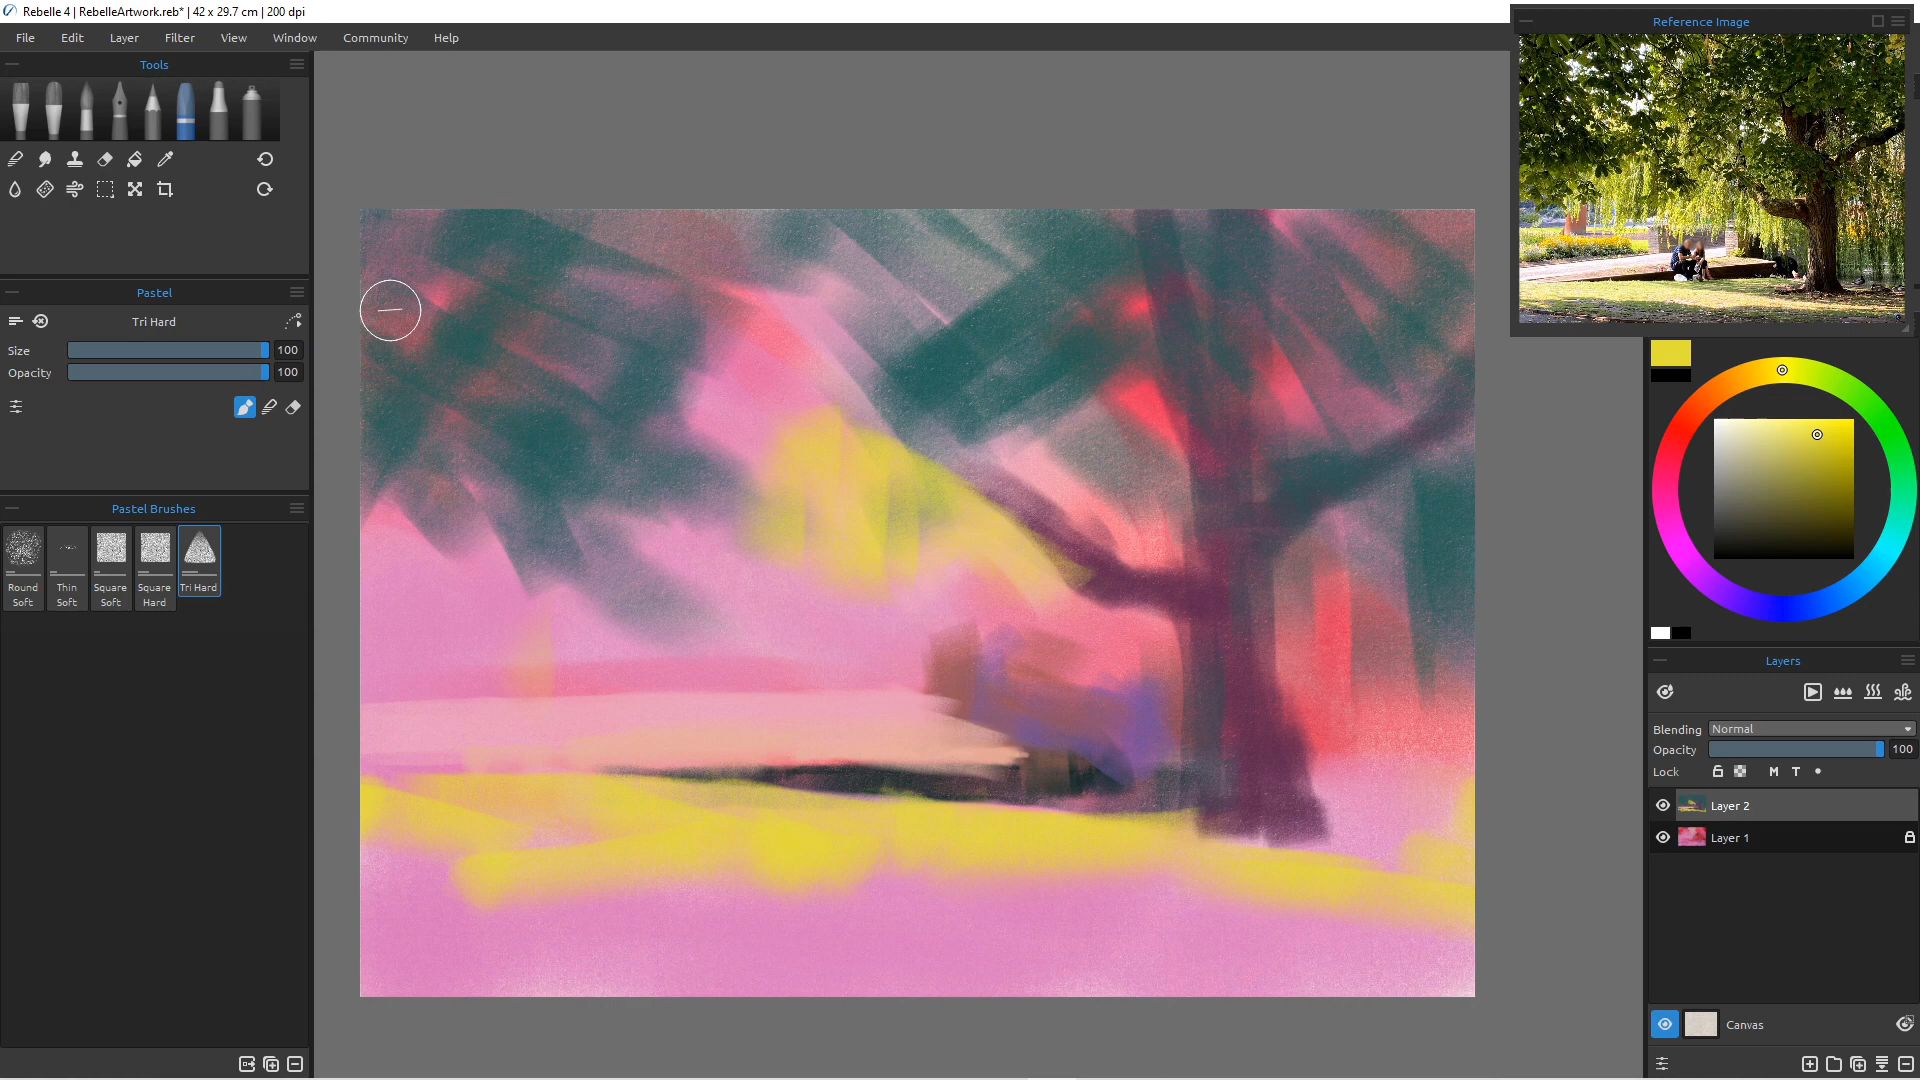 Rebelle 4 | RebelleArtwork.reb* | 42 x 29.7 cm | 200 dpi
File Edit Layer Filter View Window Community Help
Tools
Pastel
Tri Hard
Size 100
Opacity 100
Pastel Brushes
Round Soft
Thin Soft
Square Soft
Square Hard
Tri Hard
Reference Image
Layers
Blending Normal
Opacity 100
Lock M T
Layer 2
Layer 1
Canvas